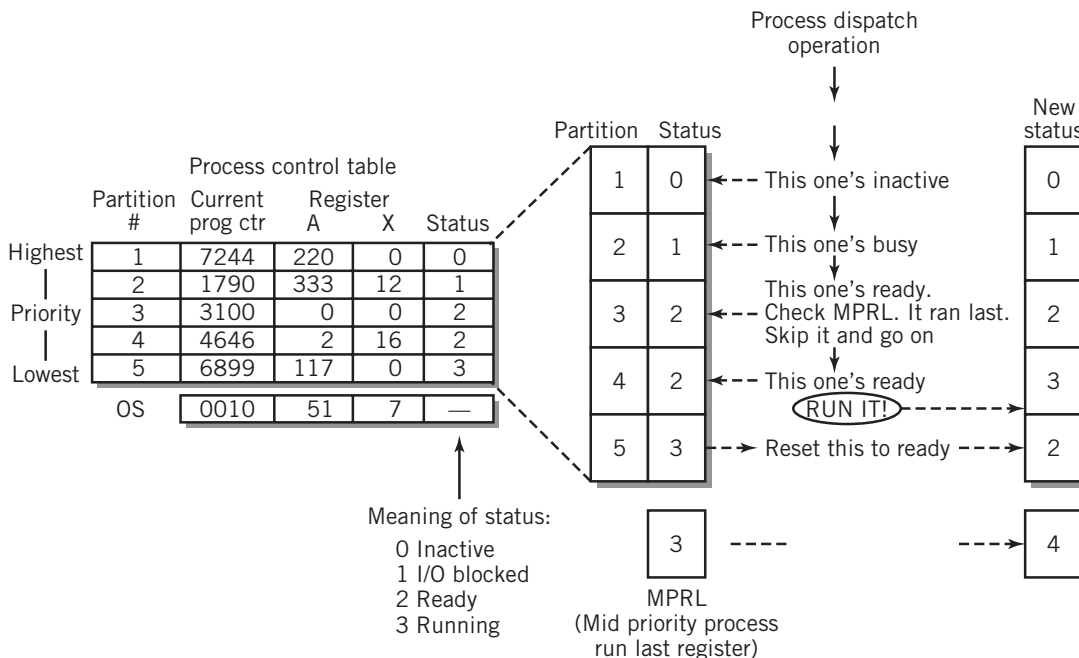 Process dispatch
operation
Process control table
Partition
#
Current
prog ctr
Register
A X
Status
Highest
Priority
Lowest
1 7244 220 0 0
2 1790 333 12 1
3 3100 0 0 2
4 4646 2 16 2
5 6899 117 0 3
OS 0010 51 7 —
Meaning of status:
0 Inactive
1 I/O blocked
2 Ready
3 Running
Partition Status
1 0
2 1
3 2
4 2
5 3
3
MPRL
(Mid priority process
run last register)
This one's inactive
This one's busy
This one's ready.
Check MPRL. It ran last.
Skip it and go on
This one's ready
RUN IT!
Reset this to ready
New
status
0
1
2
3
2
4